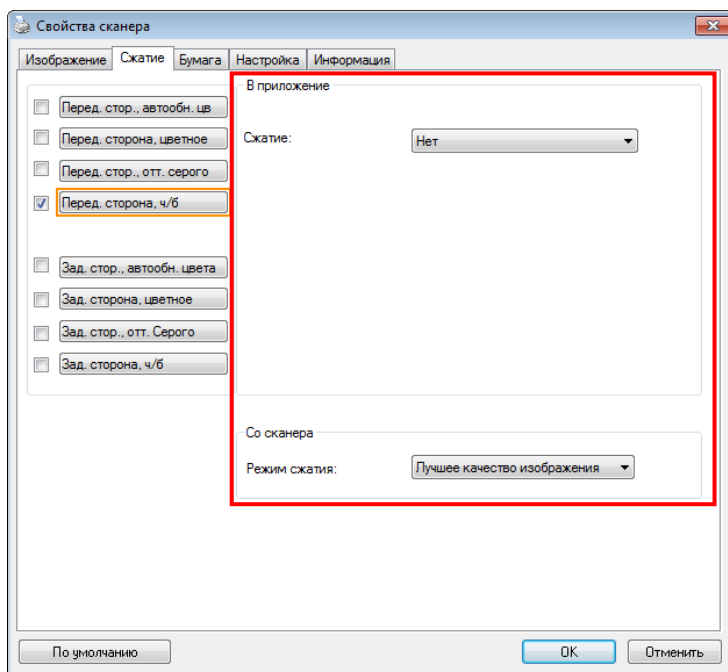 Свойства сканера
Изображение Сжатие Бумага Настройка Информация
Перед. стор., автообн. цв
Перед. сторона, цветное
Перед. стор., отт. серого
Перед. сторона, ч/б
Зад. стор., автообн. цвета
Зад. сторона, цветное
Зад. стор., отт. Серого
Зад. сторона, ч/б
В приложение
Сжатие: Нет
Со сканера
Режим сжатия: Лучшее качество изображения
По умолчанию OK Отменить